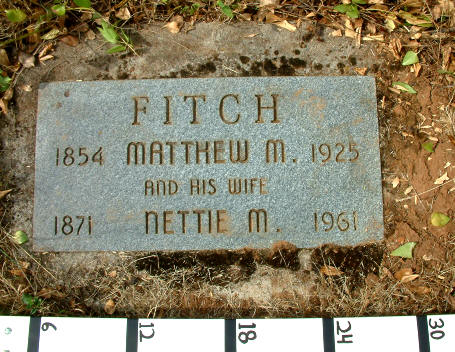 FITCH
1854 MATTHEW M. 1925
AND HIS WIFE
1871 NETTIE M. 1961
6 12 18 24 30